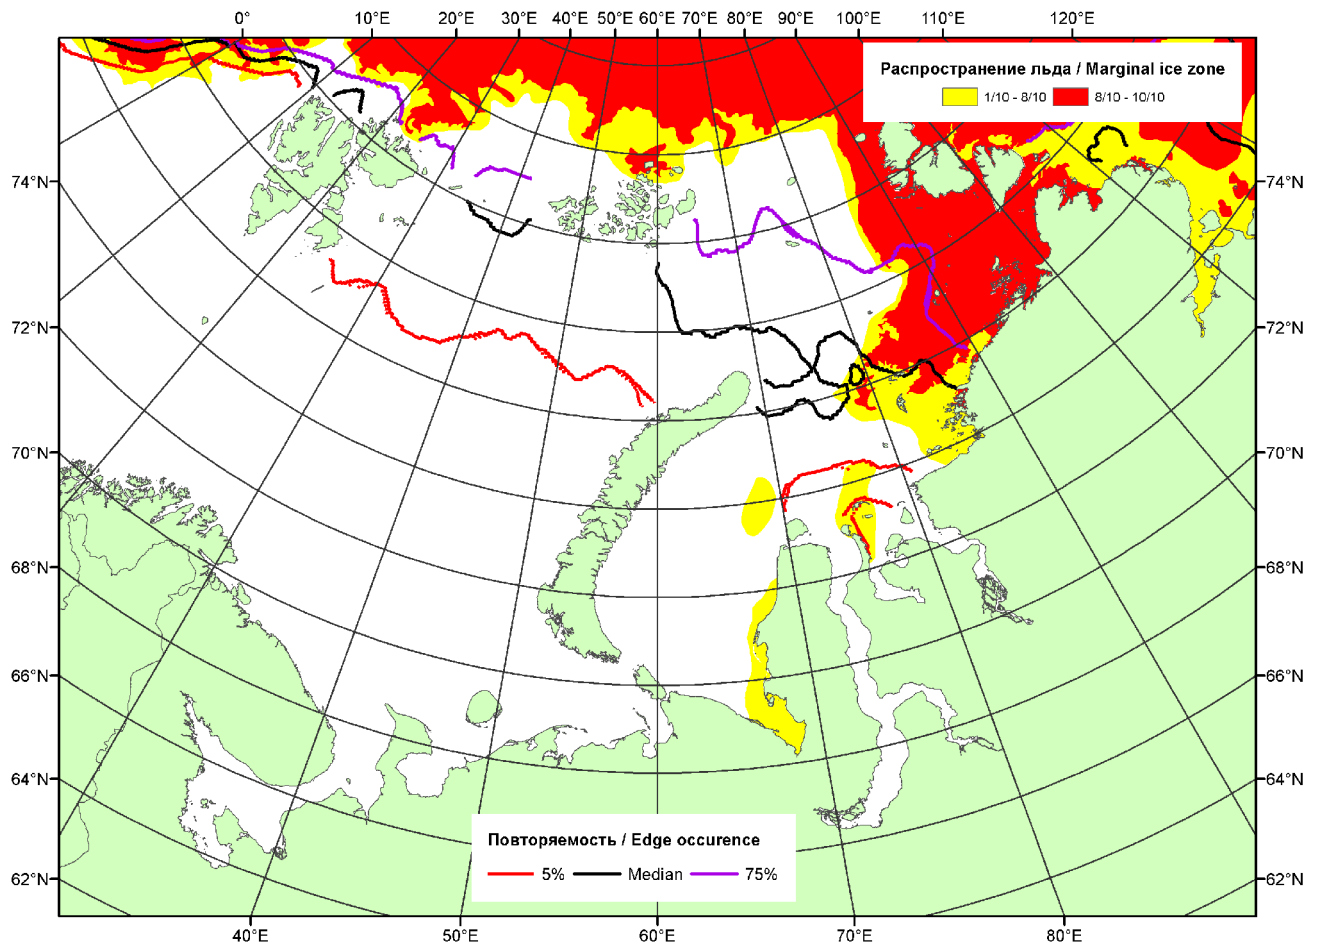 0° 10°E 20°E 30°E 40°E 50°E 60°E 70°E 80°E 90°E 100°E 110°E 120°E
Распространение льда / Marginal ice zone
1/10 - 8/10 8/10 - 10/10
74°N 74°N
72°N 72°N
70°N 70°N
68°N 68°N
66°N 66°N
64°N 64°N
Повторяемость / Edge occurence
5% Median 75%
62°N 62°N
40°E 50°E 60°E 70°E 80°E